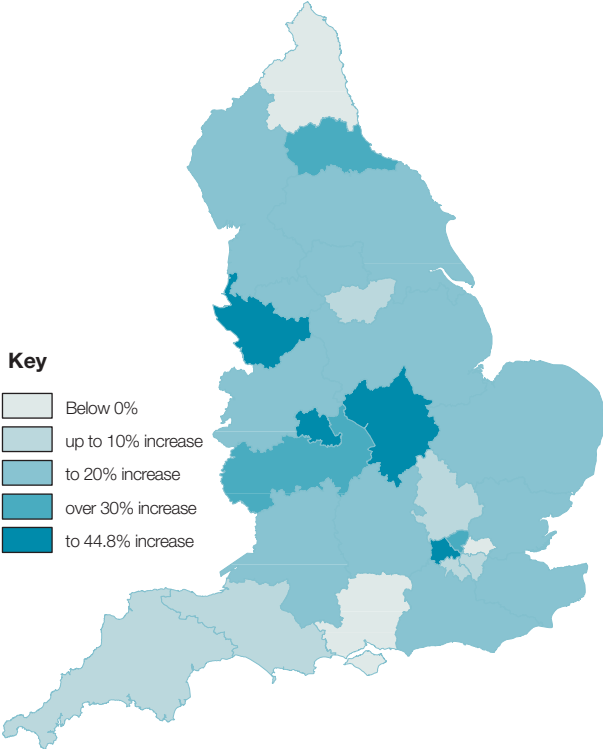 Key
Below 0%
up to 10% increase
to 20% increase
over 30% increase
to 44.8% increase